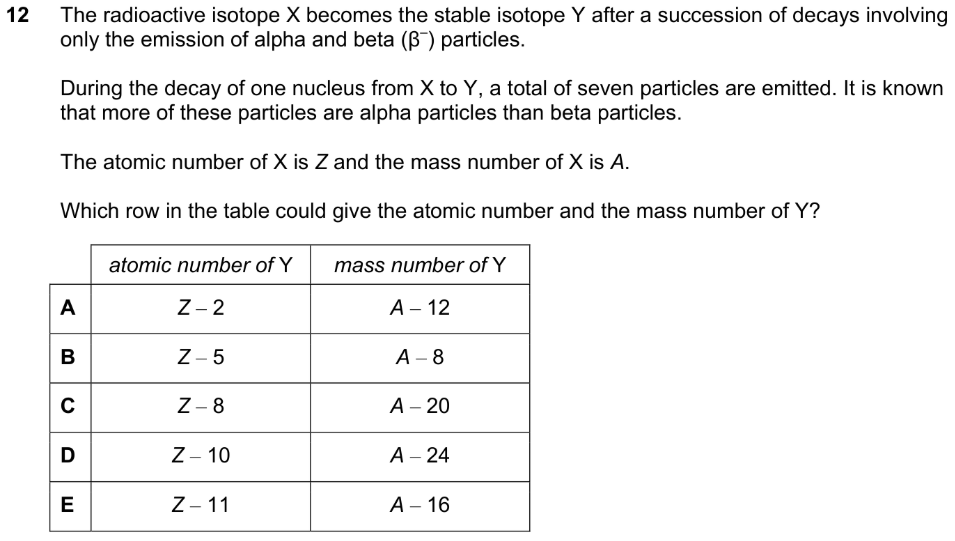 12 The radioactive isotope X becomes the stable isotope Y after a succession of decays involving
only the emission of alpha and beta (β⁻) particles.
During the decay of one nucleus from X to Y, a total of seven particles are emitted. It is known
that more of these particles are alpha particles than beta particles.
The atomic number of X is Z and the mass number of X is A.
Which row in the table could give the atomic number and the mass number of Y?
atomic number of Y mass number of Y
A Z – 2 A – 12
B Z – 5 A – 8
C Z – 8 A – 20
D Z – 10 A – 24
E Z – 11 A – 16